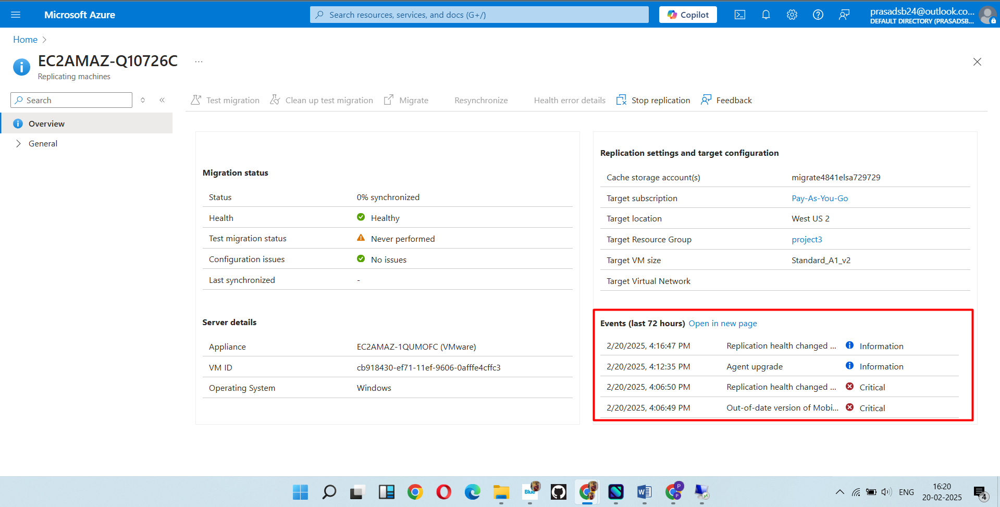 Microsoft Azure
Search resources, services, and docs (G+/)
Copilot
prasadsb24@outlook.co...
DEFAULT DIRECTORY (PRASADSB...
Home
EC2AMAZ-Q10726C
Replicating machines
Search
Test migration
Clean up test migration
Migrate
Resynchronize
Health error details
Stop replication
Feedback
Overview
General
Migration status
Status 0% synchronized
Health Healthy
Test migration status Never performed
Configuration issues No issues
Last synchronized -
Server details
Appliance EC2AMAZ-1QUMOFC (VMware)
VM ID cb918430-ef71-11ef-9606-0afffe4cffc3
Operating System Windows
Replication settings and target configuration
Cache storage account(s) migrate4841elsa729729
Target subscription Pay-As-You-Go
Target location West US 2
Target Resource Group project3
Target VM size Standard_A1_v2
Target Virtual Network
Events (last 72 hours) Open in new page
2/20/2025, 4:16:47 PM Replication health changed ... Information
2/20/2025, 4:12:35 PM Agent upgrade Information
2/20/2025, 4:06:50 PM Replication health changed ... Critical
2/20/2025, 4:06:49 PM Out-of-date version of Mobi... Critical
Blue
P
P
ENG
16:20
20-02-2025
4